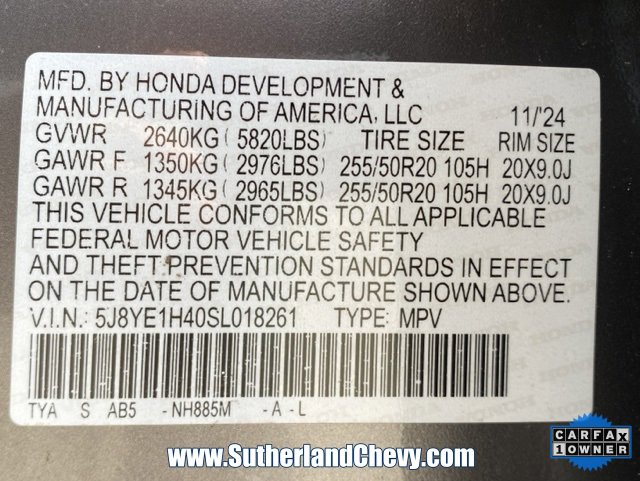 MFD. BY HONDA DEVELOPMENT &
MANUFACTURING OF AMERICA, LLC 11/'24
GVWR 2640KG ( 5820LBS) TIRE SIZE RIM SIZE
GAWR F 1350KG ( 2976LBS) 255/50R20 105H 20X9.0J
GAWR R 1345KG ( 2965LBS) 255/50R20 105H 20X9.0J
THIS VEHICLE CONFORMS TO ALL APPLICABLE
FEDERAL MOTOR VEHICLE SAFETY
AND THEFT PREVENTION STANDARDS IN EFFECT
ON THE DATE OF MANUFACTURE SHOWN ABOVE.
V.I.N.: 5J8YE1H40SL018261 TYPE: MPV
TYA S AB5 -NH885M -A -L
www.SutherlandChevy.com
CARFAX
1 OWNER